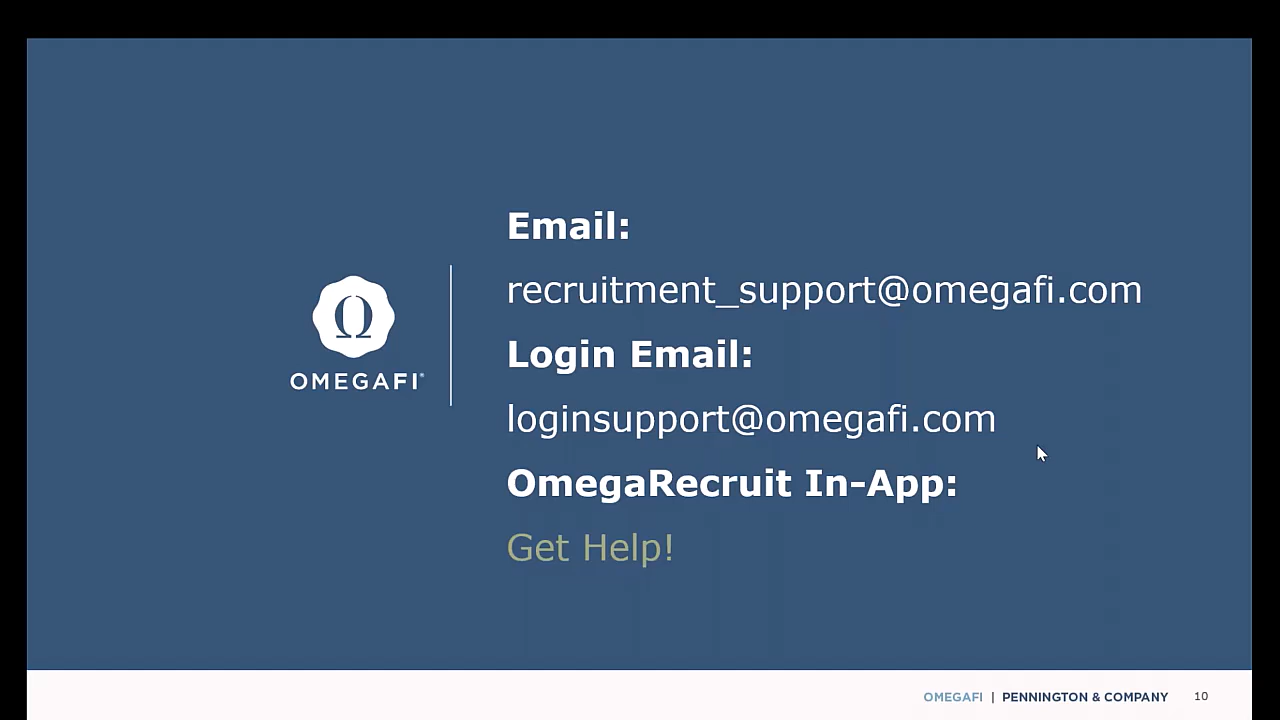 Ω
OMEGAFI®
Email:
recruitment_support@omegafi.com
Login Email:
loginsupport@omegafi.com
OmegaRecruit In-App:
Get Help!
OMEGAFI | PENNINGTON & COMPANY 10